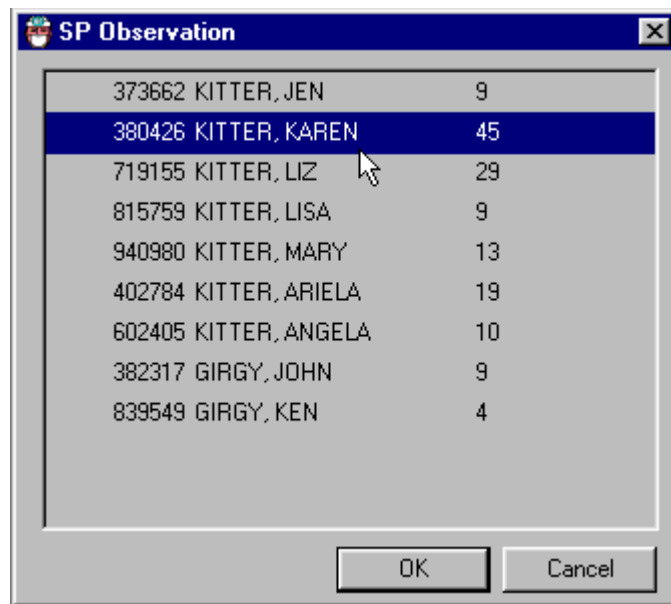 SP Observation
373662 KITTER, JEN 9
380426 KITTER, KAREN 45
719155 KITTER, LIZ 29
815759 KITTER, LISA 9
940980 KITTER, MARY 13
402784 KITTER, ARIELA 19
602405 KITTER, ANGELA 10
382317 GIRGY, JOHN 9
839549 GIRGY, KEN 4
OK Cancel